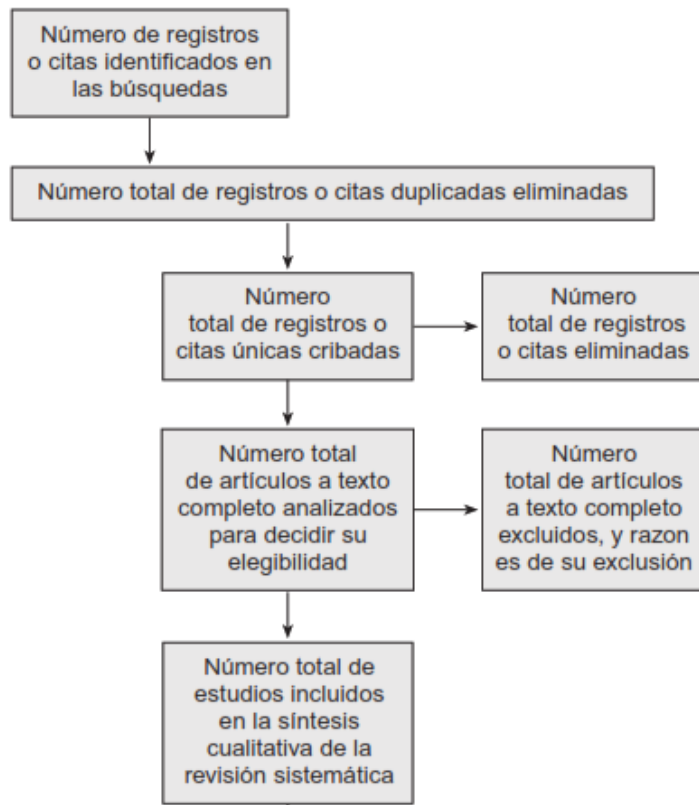 Número de registros
o citas identificados en
las búsquedas
Número total de registros o citas duplicadas eliminadas
Número
total de registros o
citas únicas cribadas
Número
total de registros
o citas eliminadas
Número total
de artículos a texto
completo analizados
para decidir su
elegibilidad
Número
total de artículos
a texto completo
excluidos, y razon
es de su exclusión
Número total de
estudios incluidos
en la síntesis
cualitativa de la
revisión sistemática